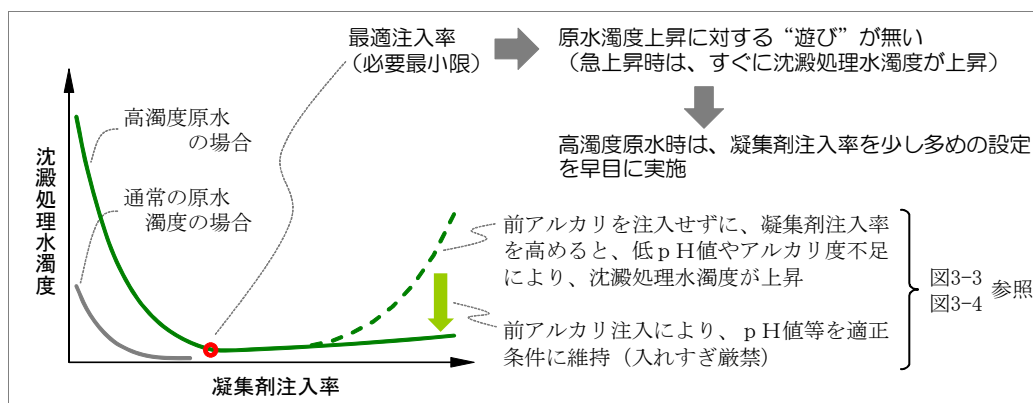 最適注入率
（必要最小限）
原水濁度上昇に対する“遊び”が無い
（急上昇時は、すぐに沈澱処理水濁度が上昇）
高濁度原水時は、凝集剤注入率を少し多めの設定
を早目に実施
高濁度原水
の場合
通常の原水
濁度の場合
沈澱処理水濁度
凝集剤注入率
前アルカリを注入せずに、凝集剤注入率
を高めると、低ｐＨ値やアルカリ度不足
により、沈澱処理水濁度が上昇
前アルカリ注入により、ｐＨ値等を適正
条件に維持（入れすぎ厳禁）
図3-3
図3-4
参照